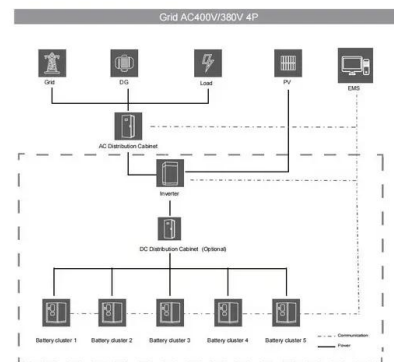 Grid AC400V/380V 4P
Grid
DG
Load
PV
EMS
AC Distribution Cabinet
Inverter
DC Distribution Cabinet (Optional)
Battery cluster 1
Battery cluster 2
Battery cluster 3
Battery cluster 4
Battery cluster 5
Communication
Power